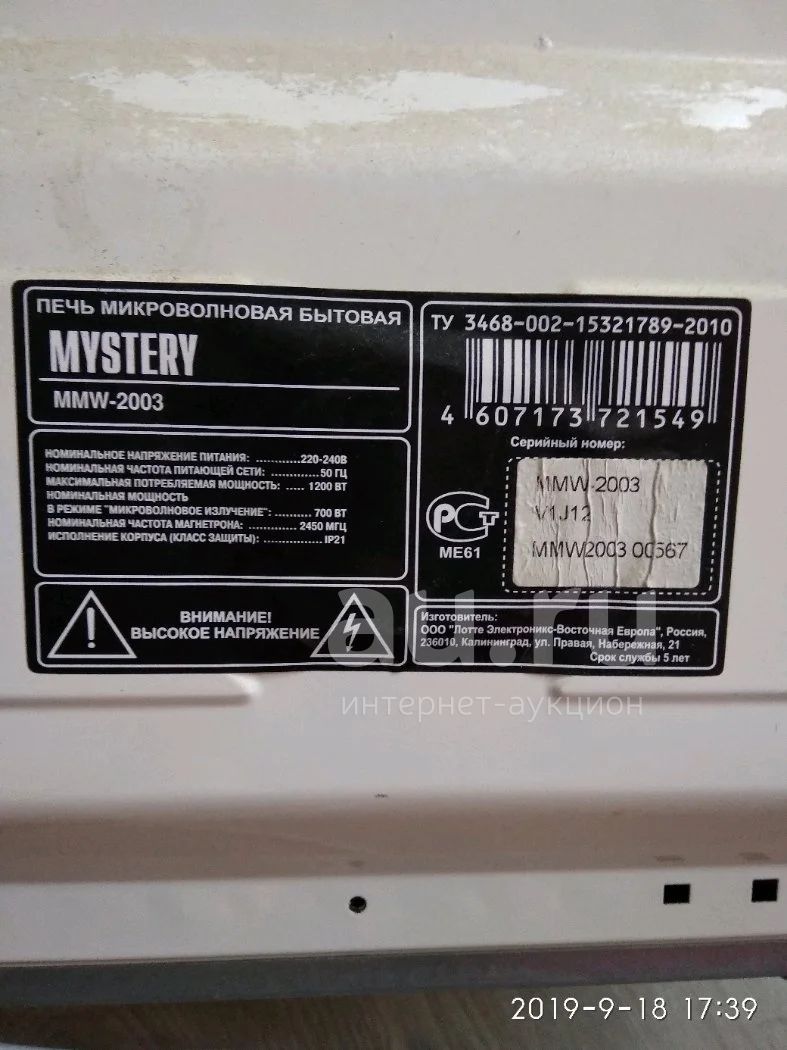 ПЕЧЬ МИКРОВОЛНОВАЯ БЫТОВАЯ
MYSTERY
MMW-2003
НОМИНАЛЬНОЕ НАПРЯЖЕНИЕ ПИТАНИЯ: ............220-240В
НОМИНАЛЬНАЯ ЧАСТОТА ПИТАЮЩЕЙ СЕТИ: ............ 50 ГЦ
МАКСИМАЛЬНАЯ ПОТРЕБЛЯЕМАЯ МОЩНОСТЬ: ..... 1200 ВТ
НОМИНАЛЬНАЯ МОЩНОСТЬ
В РЕЖИМЕ "МИКРОВОЛНОВОЕ ИЗЛУЧЕНИЕ": ......... 700 ВТ
НОМИНАЛЬНАЯ ЧАСТОТА МАГНЕТРОНА: ............. 2450 МГЦ
ИСПОЛНЕНИЕ КОРПУСА (КЛАСС ЗАЩИТЫ): ............... IP21
ВНИМАНИЕ!
ВЫСОКОЕ НАПРЯЖЕНИЕ
ТУ 3468-002-15321789-2010
4 607173 721549
Серийный номер:
MMW-2003
V1J12
MMW2003 00567
РСТ
МЕ61
Изготовитель:
ООО "Лотте Электроникс-Восточная Европа", Россия,
236010, Калининград, ул. Правая, Набережная, 21
Срок службы 5 лет
au.ru
интернет-аукцион
2019-9-18 17:39